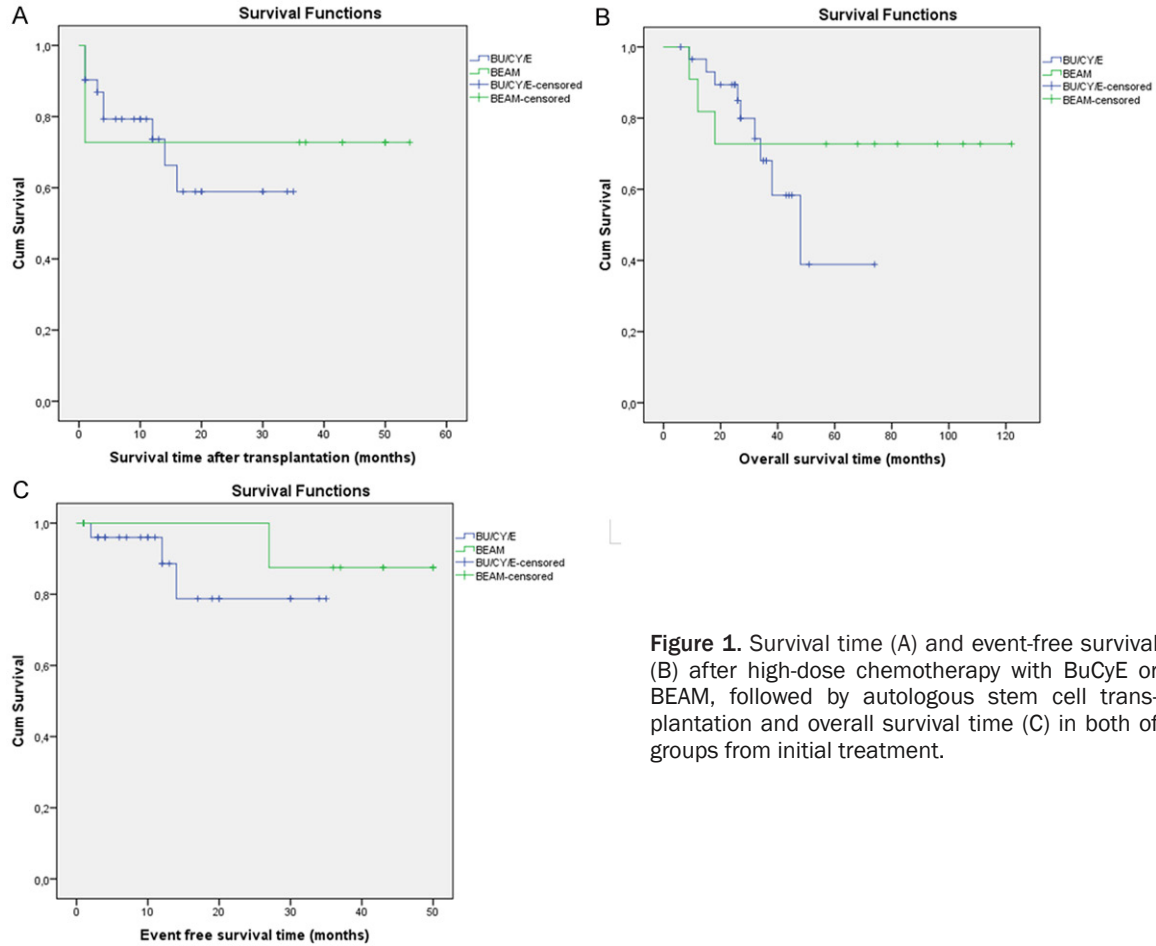 A
Survival Functions
1,0
0,8
0,6
0,4
0,2
0,0
Cum Survival
0 10 20 30 40 50 60
Survival time after transplantation (months)
BU/CY/E
BEAM
BU/CY/E-censored
BEAM-censored
B
Survival Functions
1,0
0,8
0,6
0,4
0,2
0,0
Cum Survival
0 20 40 60 80 100 120
Overall survival time (months)
BU/CY/E
BEAM
BU/CY/E-censored
BEAM-censored
C
Survival Functions
1,0
0,8
0,6
0,4
0,2
0,0
Cum Survival
0 10 20 30 40 50
Event free survival time (months)
BU/CY/E
BEAM
BU/CY/E-censored
BEAM-censored
Figure 1. Survival time (A) and event-free survival
(B) after high-dose chemotherapy with BuCyE or
BEAM, followed by autologous stem cell trans-
plantation and overall survival time (C) in both of
groups from initial treatment.